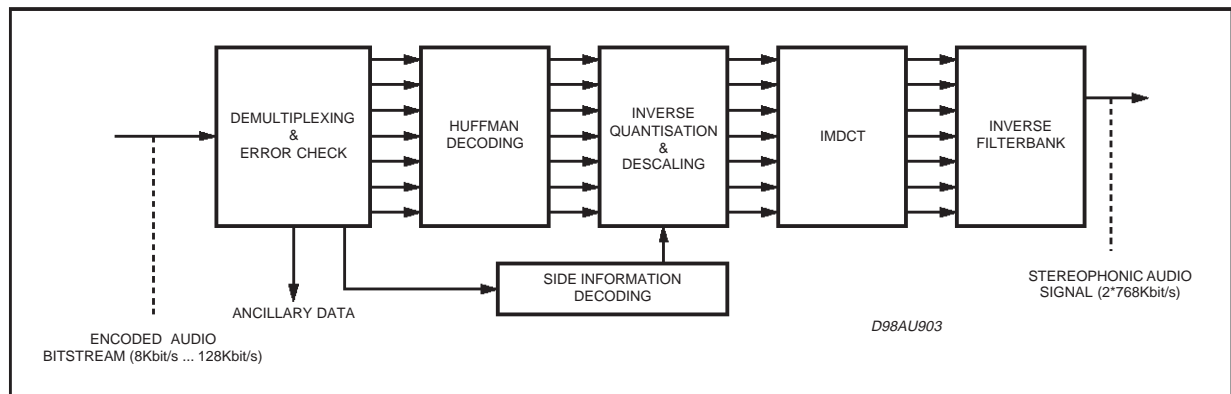 DEMULTIPLEXING
&
ERROR CHECK
HUFFMAN
DECODING
INVERSE
QUANTISATION
&
DESCALING
IMDCT
INVERSE
FILTERBANK
SIDE INFORMATION
DECODING
ANCILLARY DATA
ENCODED AUDIO
BITSTREAM (8Kbit/s ... 128Kbit/s)
STEREOPHONIC AUDIO
SIGNAL (2*768Kbit/s)
D98AU903